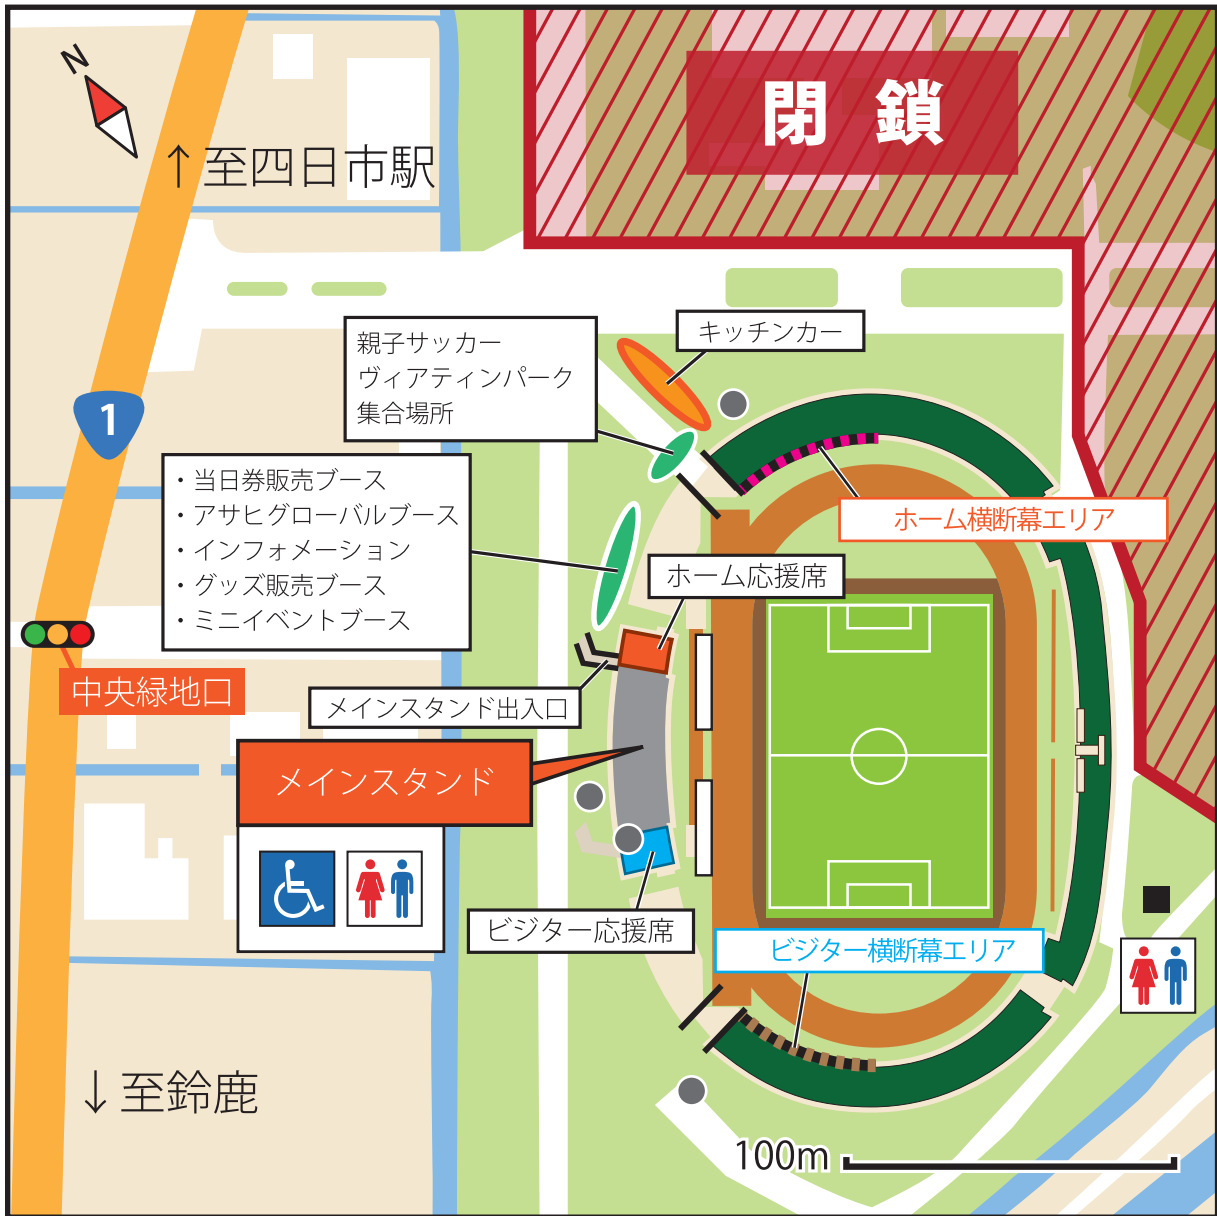 N
閉鎖
↑至四日市駅
キッチンカー
親子サッカー
ヴィアティンパーク
集合場所
1
・当日券販売ブース
・アサヒグローバルブース
・インフォメーション
・グッズ販売ブース
・ミニイベントブース
ホーム横断幕エリア
ホーム応援席
中央緑地口
メインスタンド出入口
メインスタンド
ビジター応援席
ビジター横断幕エリア
↓至鈴鹿
100m